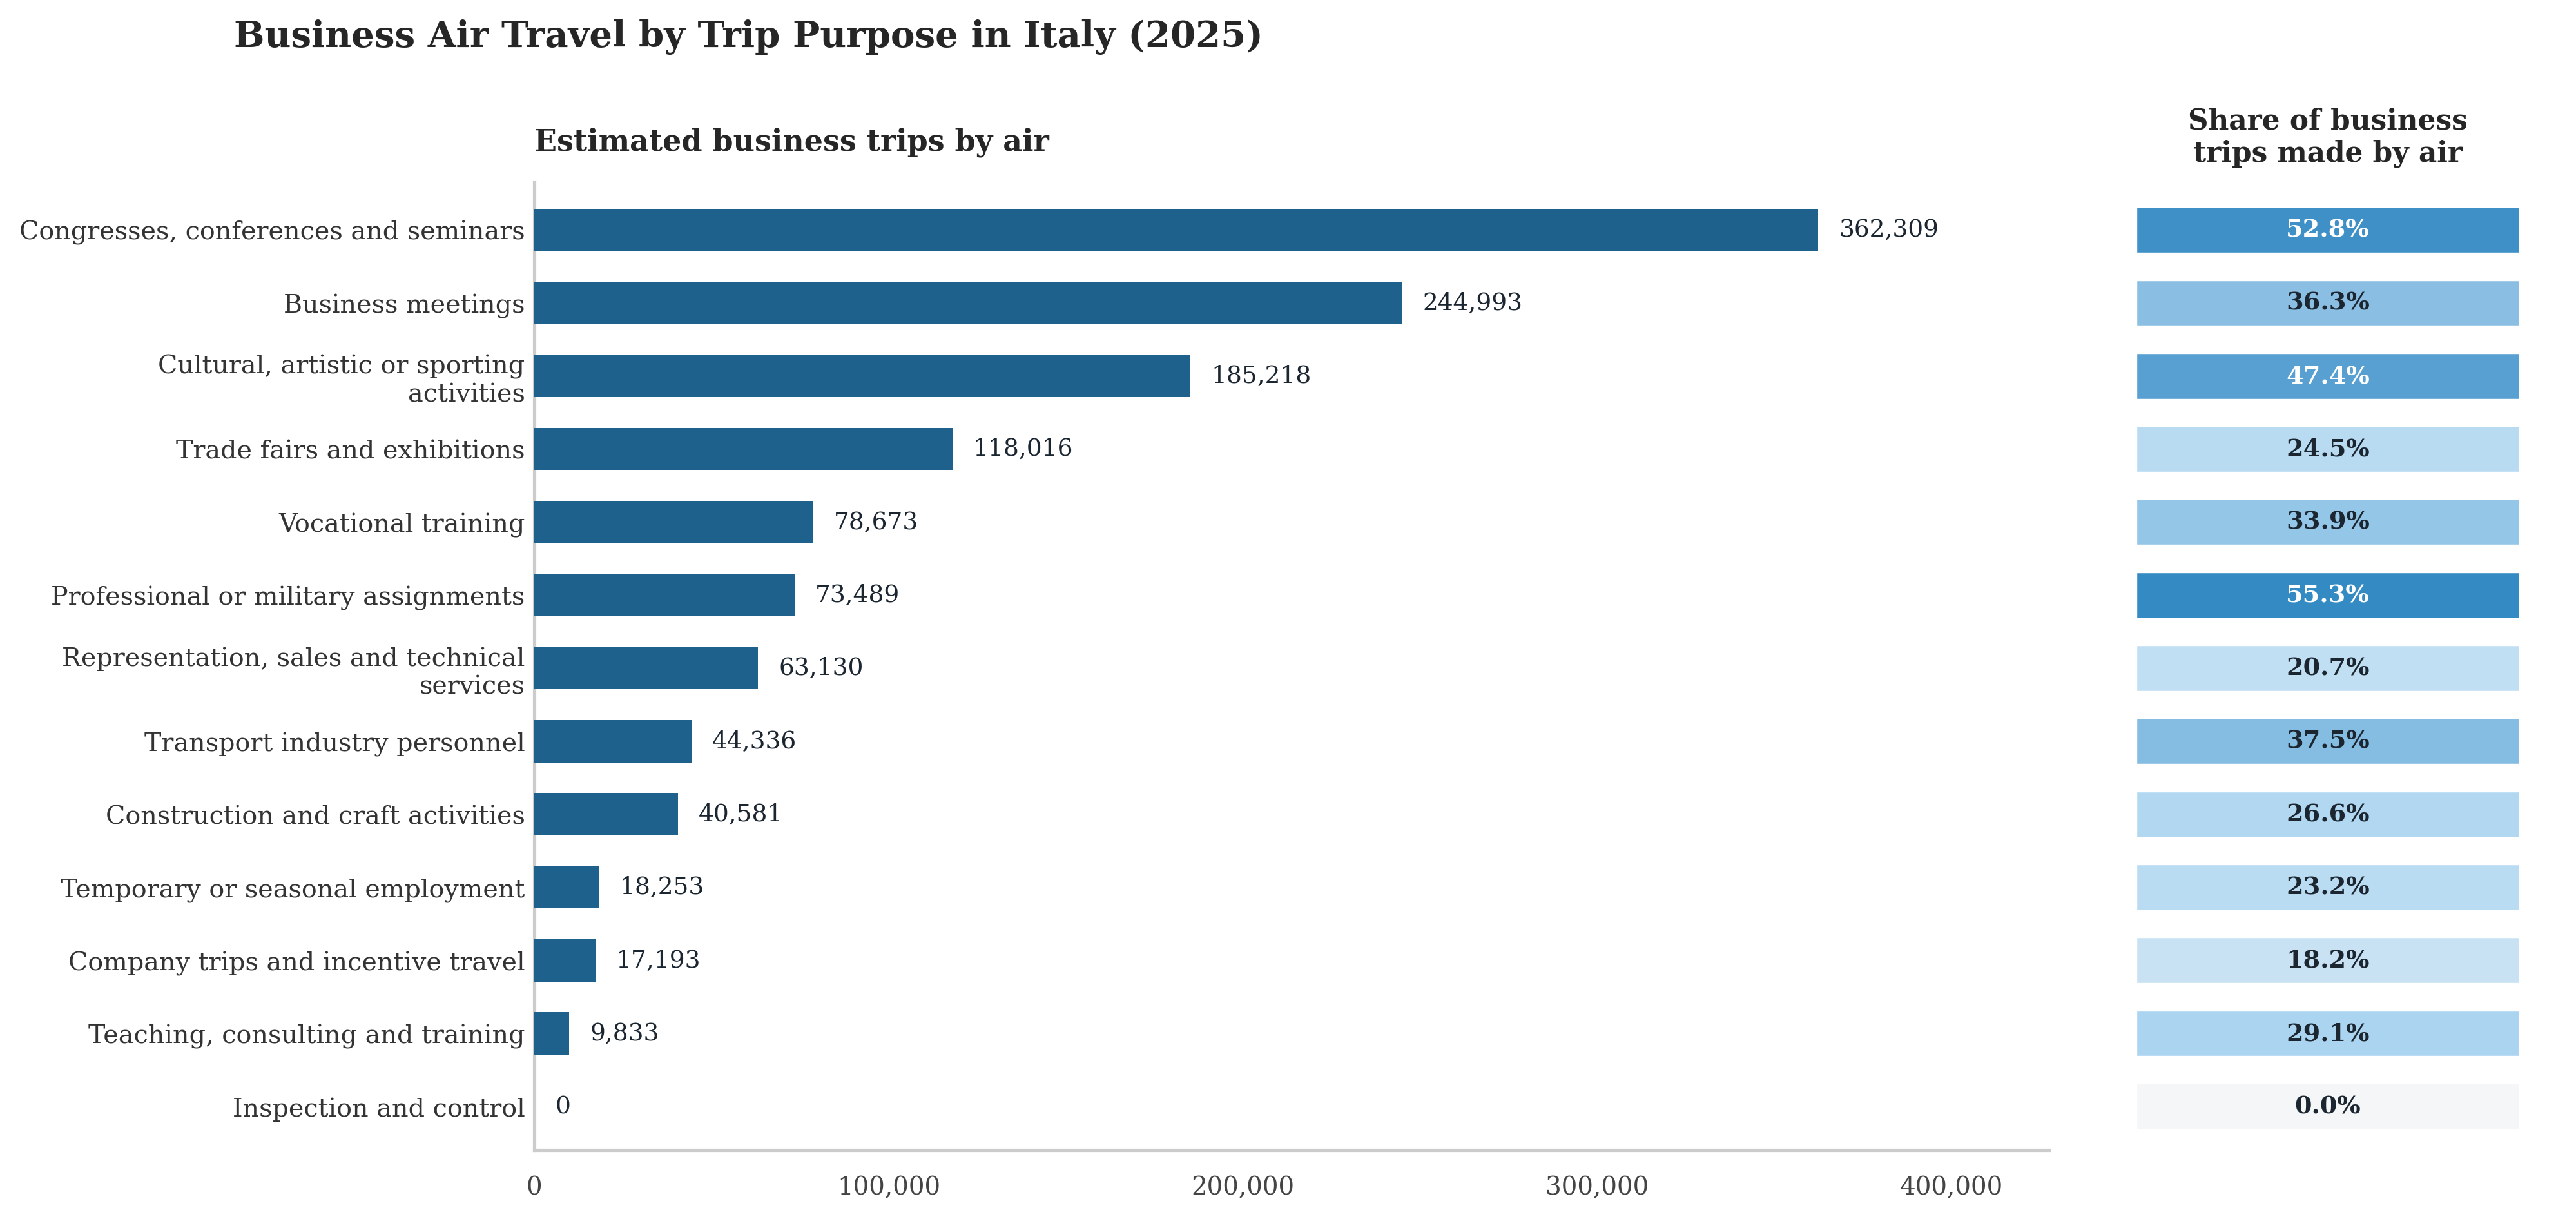 Business Air Travel by Trip Purpose in Italy (2025)
Estimated business trips by air
Share of business
trips made by air
Congresses, conferences and seminars 362,309 52.8%
Business meetings 244,993 36.3%
Cultural, artistic or sporting
activities 185,218 47.4%
Trade fairs and exhibitions 118,016 24.5%
Vocational training 78,673 33.9%
Professional or military assignments 73,489 55.3%
Representation, sales and technical
services 63,130 20.7%
Transport industry personnel 44,336 37.5%
Construction and craft activities 40,581 26.6%
Temporary or seasonal employment 18,253 23.2%
Company trips and incentive travel 17,193 18.2%
Teaching, consulting and training 9,833 29.1%
Inspection and control 0 0.0%
0 100,000 200,000 300,000 400,000